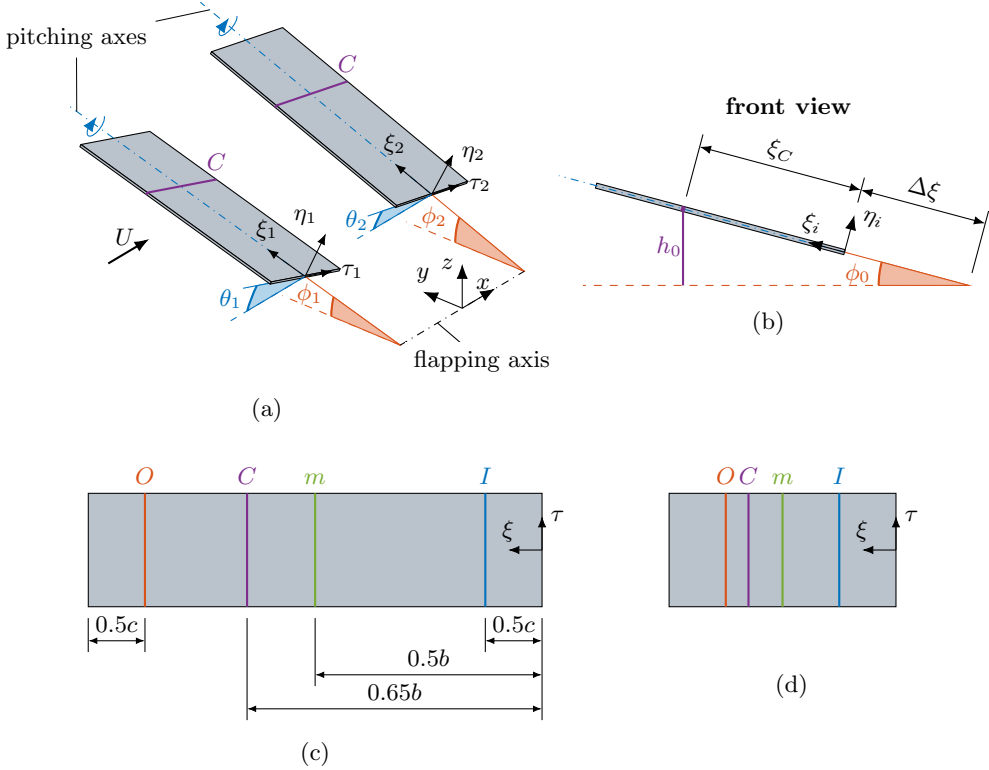 pitching axes
C
ξ₂
η₂
τ₂
θ₂
ϕ₂
C
ξ₁
η₁
τ₁
θ₁
ϕ₁
U
y
z
x
flapping axis
(a)
front view
ξ_C
Δξ
ξᵢ
ηᵢ
h₀
ϕ₀
(b)
O C m I
τ
ξ
0.5c 0.5c
0.5b
0.65b
(c)
O C m I
τ
ξ
(d)